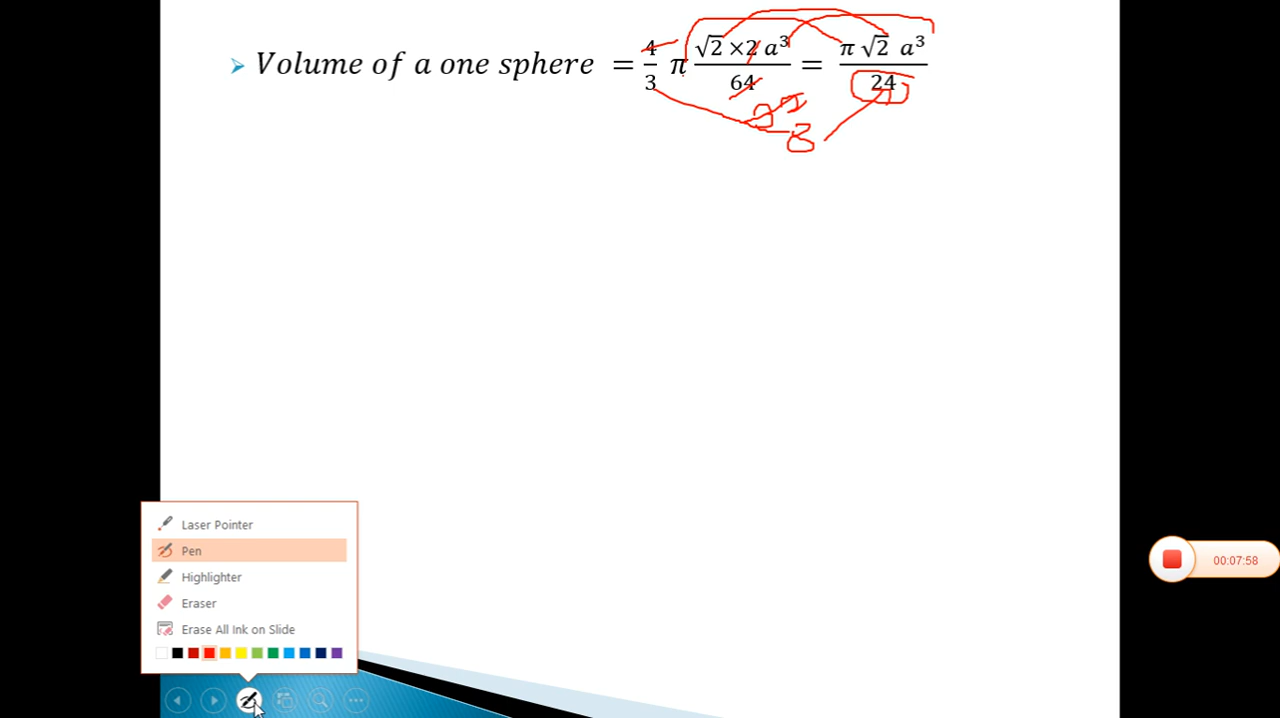 ➢ Volume of a one sphere = 4/3 π √2 ×2 a³/64 = π √2 a³/24
8
Laser Pointer
Pen
Highlighter
Eraser
Erase All Ink on Slide
00:07:58